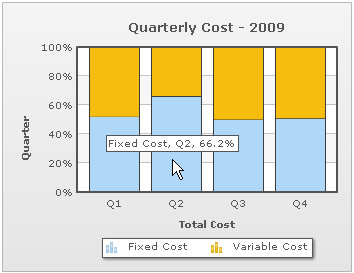 Quarterly Cost - 2009
Quarter
100%
80%
60%
40%
20%
0%
Fixed Cost, Q2, 66.2%
Q1 Q2 Q3 Q4
Total Cost
Fixed Cost Variable Cost